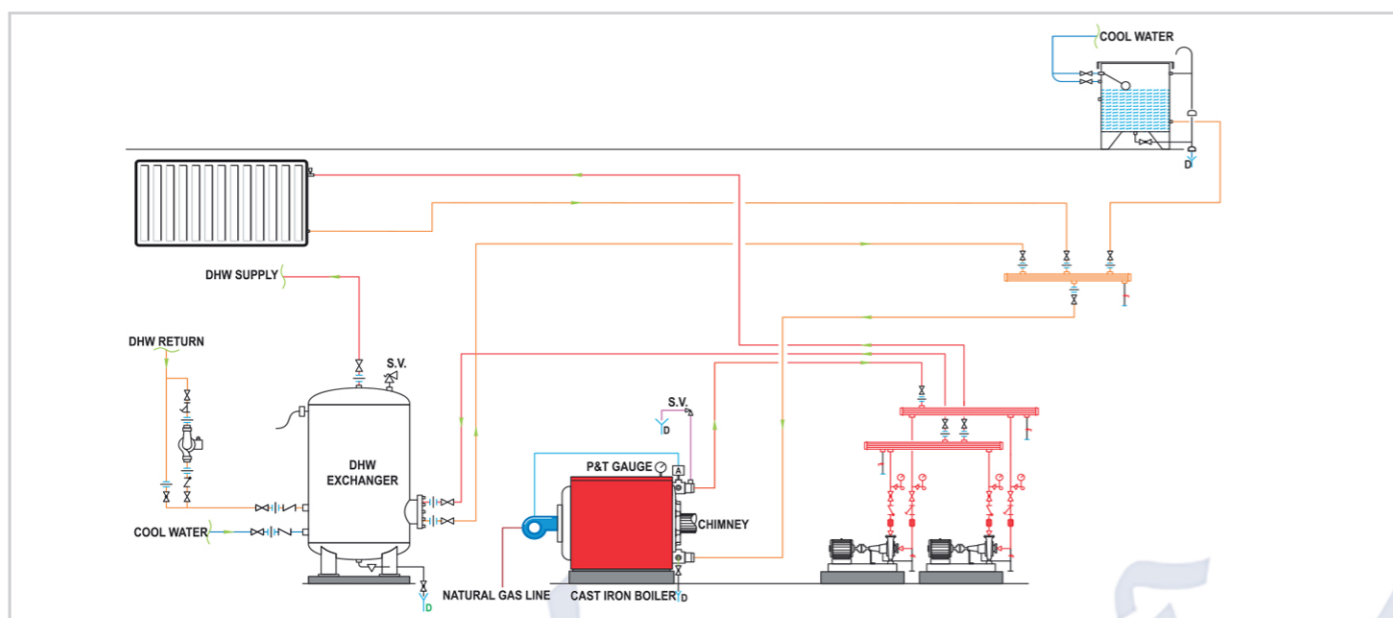 COOL WATER
D
DHW SUPPLY
DHW RETURN
S.V.
S.V.
D
P&T GAUGE
A
DHW
EXCHANGER
CHIMNEY
COOL WATER
NATURAL GAS LINE
CAST IRON BOILER
D
D